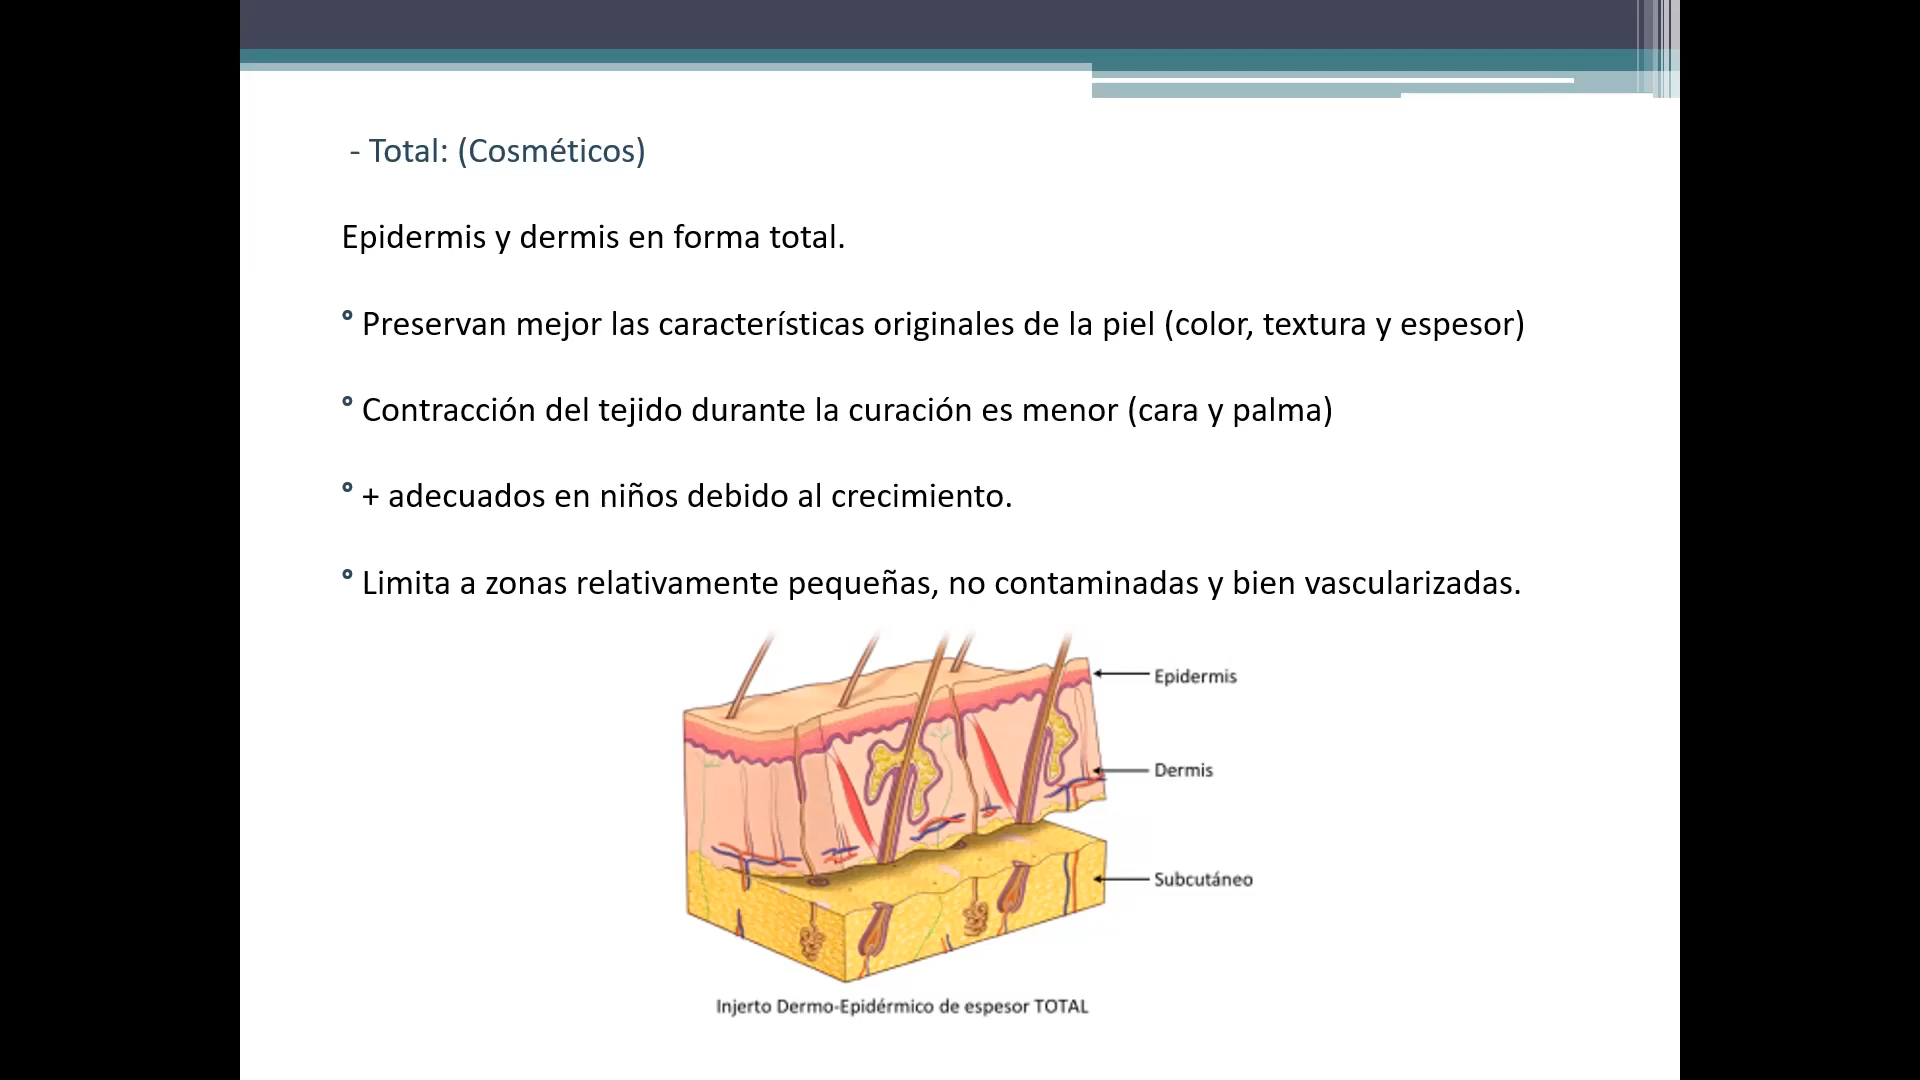 - Total: (Cosméticos)
Epidermis y dermis en forma total.
° Preservan mejor las características originales de la piel (color, textura y espesor)
° Contracción del tejido durante la curación es menor (cara y palma)
° + adecuados en niños debido al crecimiento.
° Limita a zonas relativamente pequeñas, no contaminadas y bien vascularizadas.
Epidermis
Dermis
Subcutáneo
Injerto Dermo-Epidérmico de espesor TOTAL